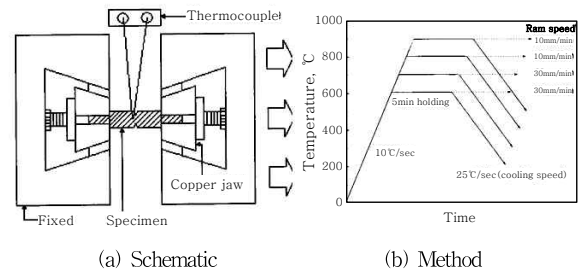 Thermocouple
Copper jaw
Fixed
Specimen
(a) Schematic
Temperature, ℃
1000
800
600
400
200
0
Ram speed
10mm/min
10mm/min
30mm/min
30mm/min
5min holding
10℃/sec
25℃/sec(cooling speed)
Time
(b) Method